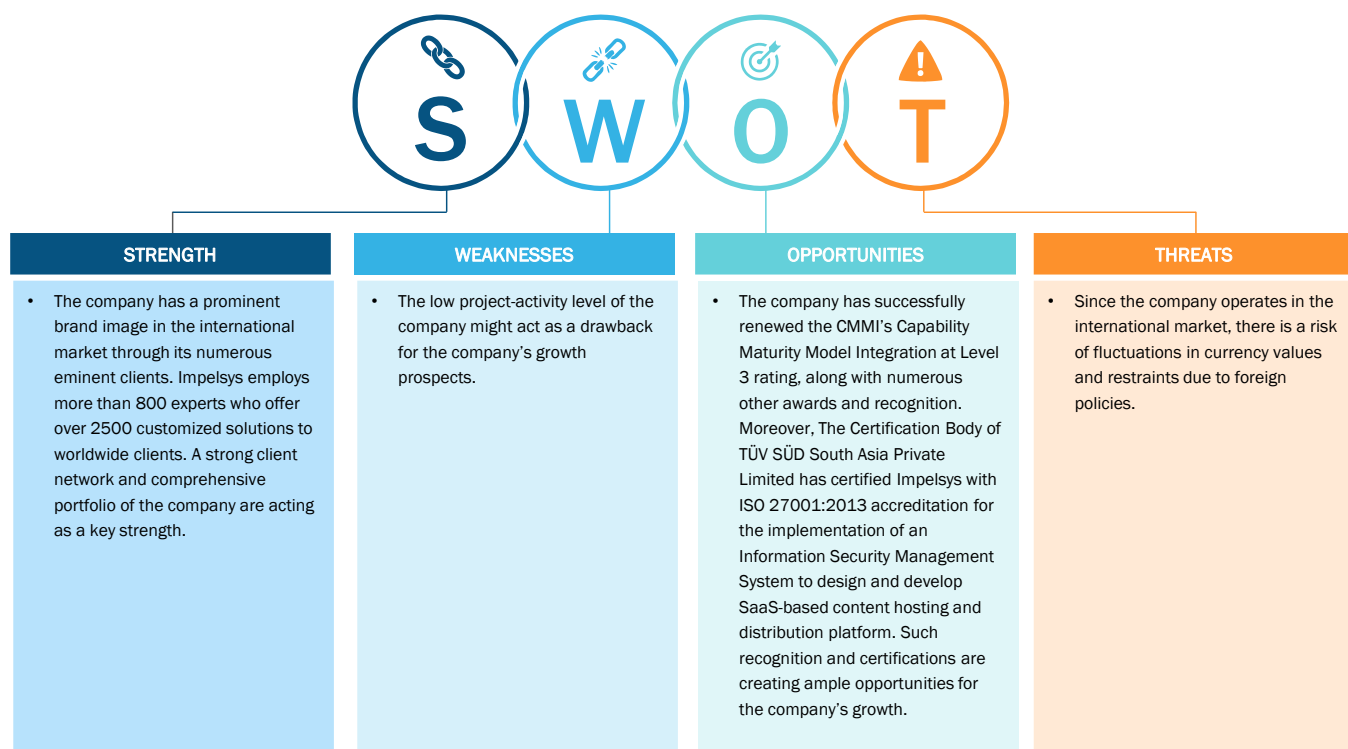 S
W
O
T
STRENGTH
• The company has a prominent
brand image in the international
market through its numerous
eminent clients. Impelsys employs
more than 800 experts who offer
over 2500 customized solutions to
worldwide clients. A strong client
network and comprehensive
portfolio of the company are acting
as a key strength.
WEAKNESSES
• The low project-activity level of the
company might act as a drawback
for the company's growth
prospects.
OPPORTUNITIES
• The company has successfully
renewed the CMMI's Capability
Maturity Model Integration at Level
3 rating, along with numerous
other awards and recognition.
Moreover, The Certification Body of
TÜV SÜD South Asia Private
Limited has certified Impelsys with
ISO 27001:2013 accreditation for
the implementation of an
Information Security Management
System to design and develop
SaaS-based content hosting and
distribution platform. Such
recognition and certifications are
creating ample opportunities for
the company's growth.
THREATS
• Since the company operates in the
international market, there is a risk
of fluctuations in currency values
and restraints due to foreign
policies.